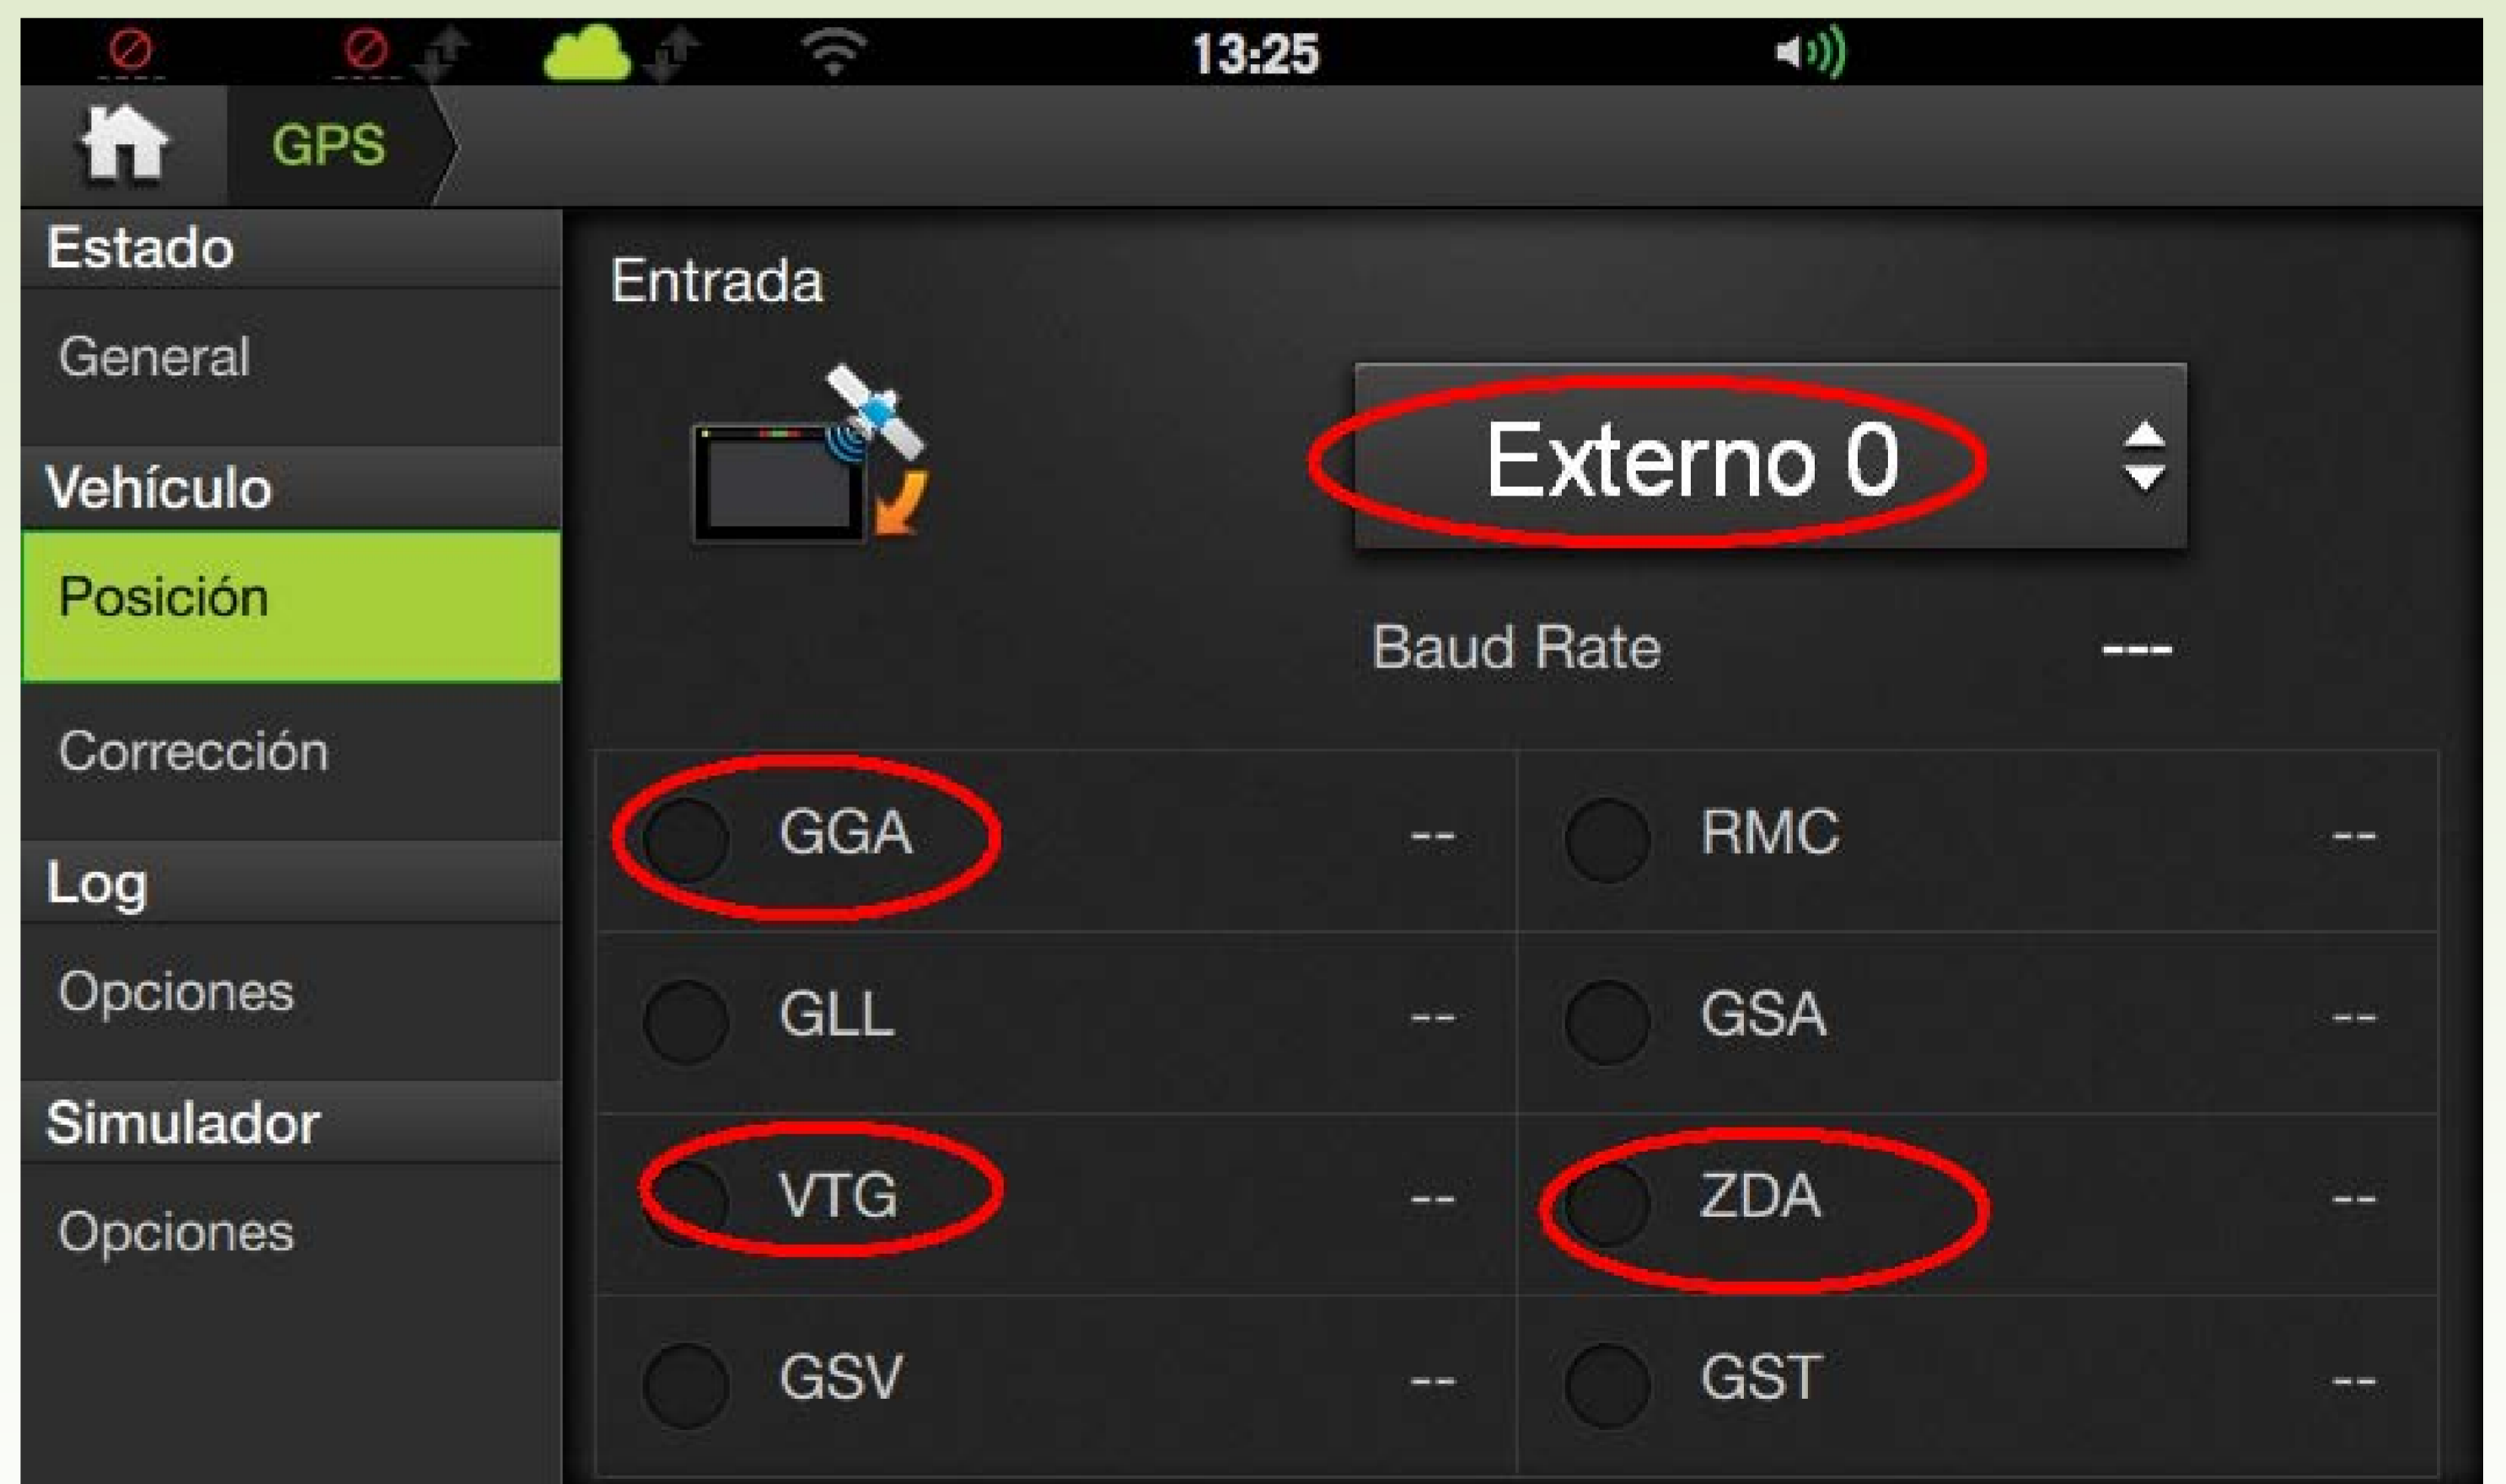 13:25
GPS
Estado
General
Vehículo
Posición
Corrección
Log
Opciones
Simulador
Opciones
Entrada
Externo 0
Baud Rate ---
GGA -- RMC --
GLL -- GSA --
VTG -- ZDA --
GSV -- GST --